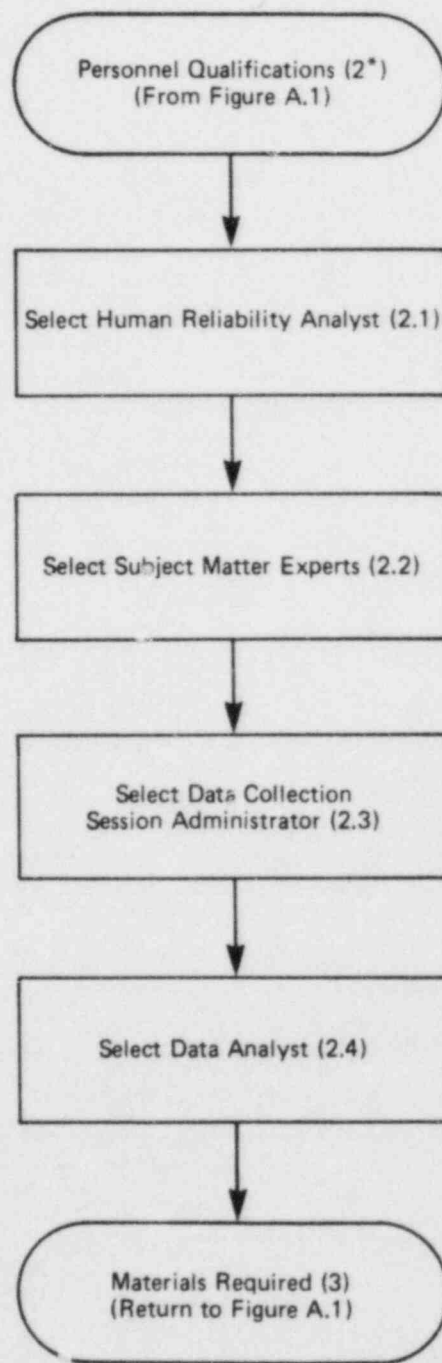 Personnel Qualifications (2*)
(From Figure A.1)
Select Human Reliability Analyst (2.1)
Select Subject Matter Experts (2.2)
Select Data Collection
Session Administrator (2.3)
Select Data Analyst (2.4)
Materials Required (3)
(Return to Figure A.1)